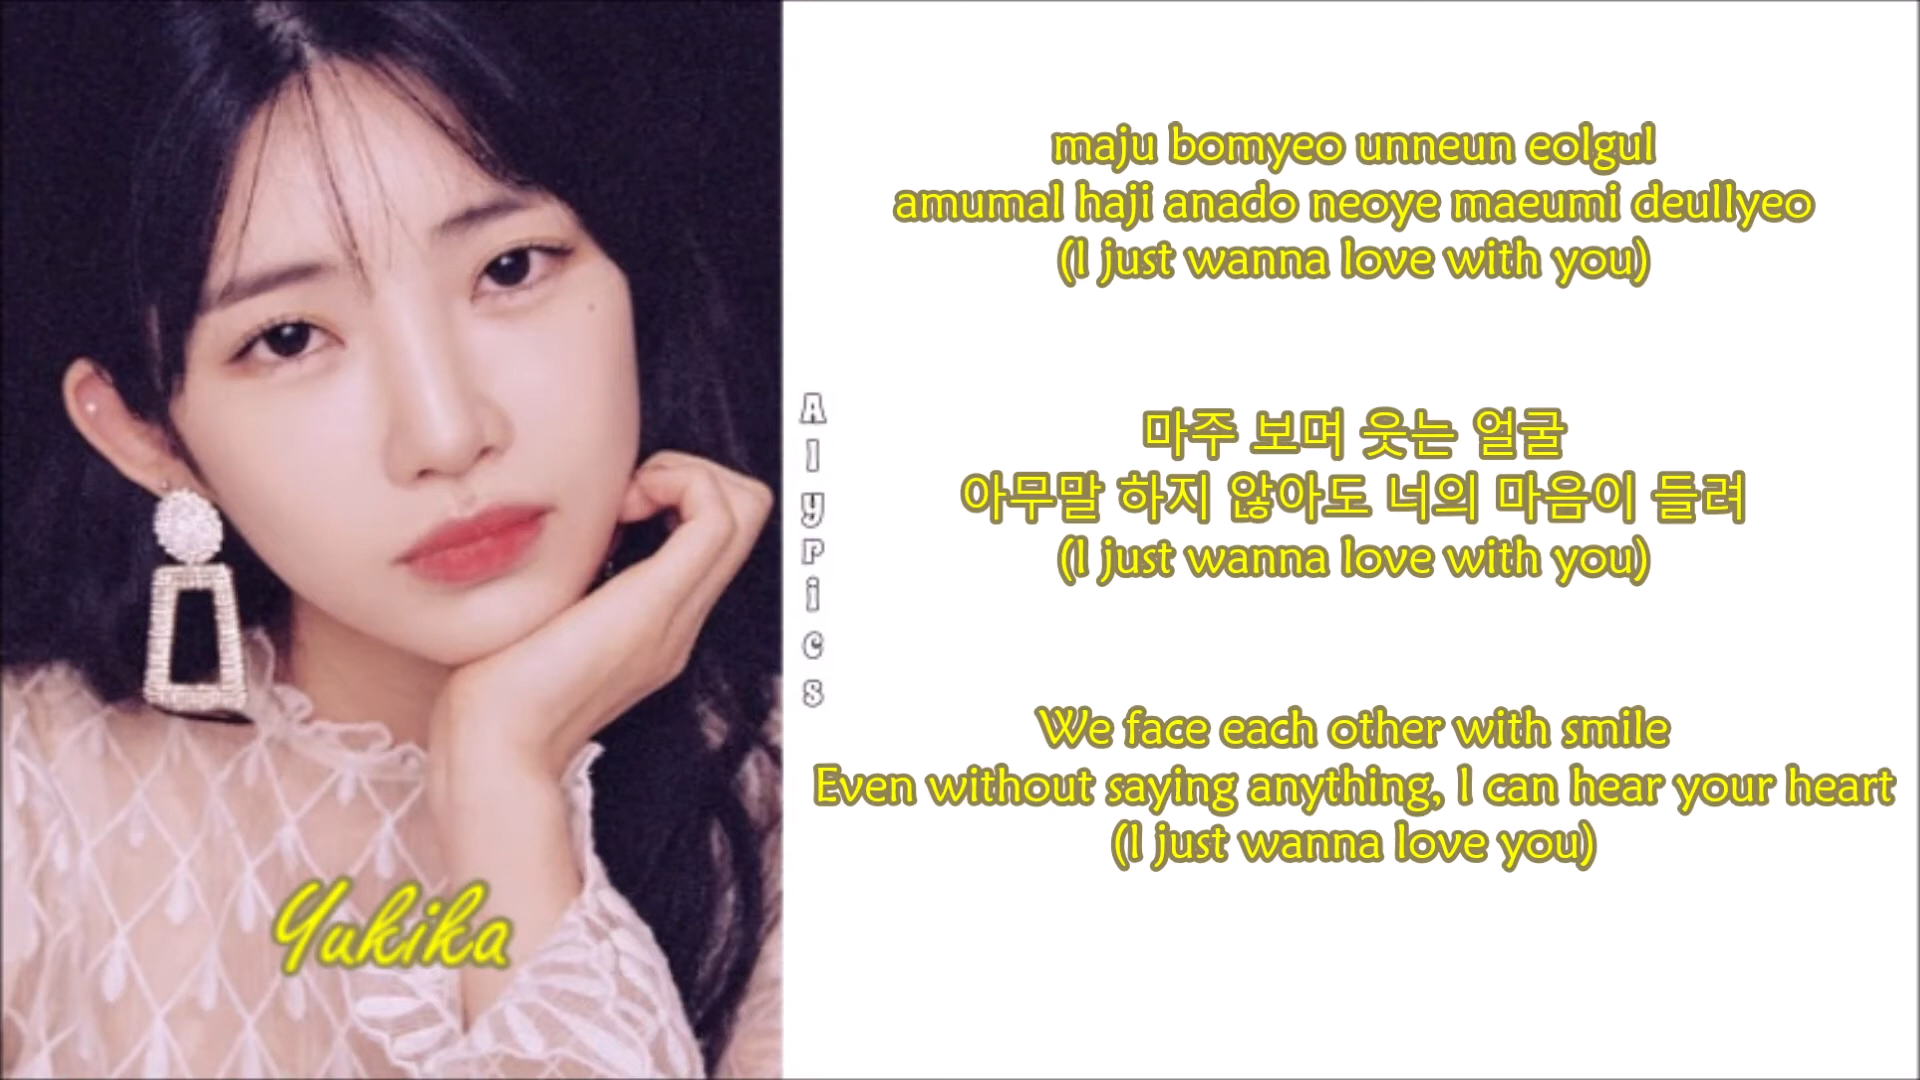 maju bomyeo unneun eolgul
amumal haji anado neoye maeumi deullyeo
(I just wanna love with you)
마주 보며 웃는 얼굴
아무말 하지 않아도 너의 마음이 들려
(I just wanna love with you)
We face each other with smile
Even without saying anything, I can hear your heart
(I just wanna love you)
Alypics
Yukika